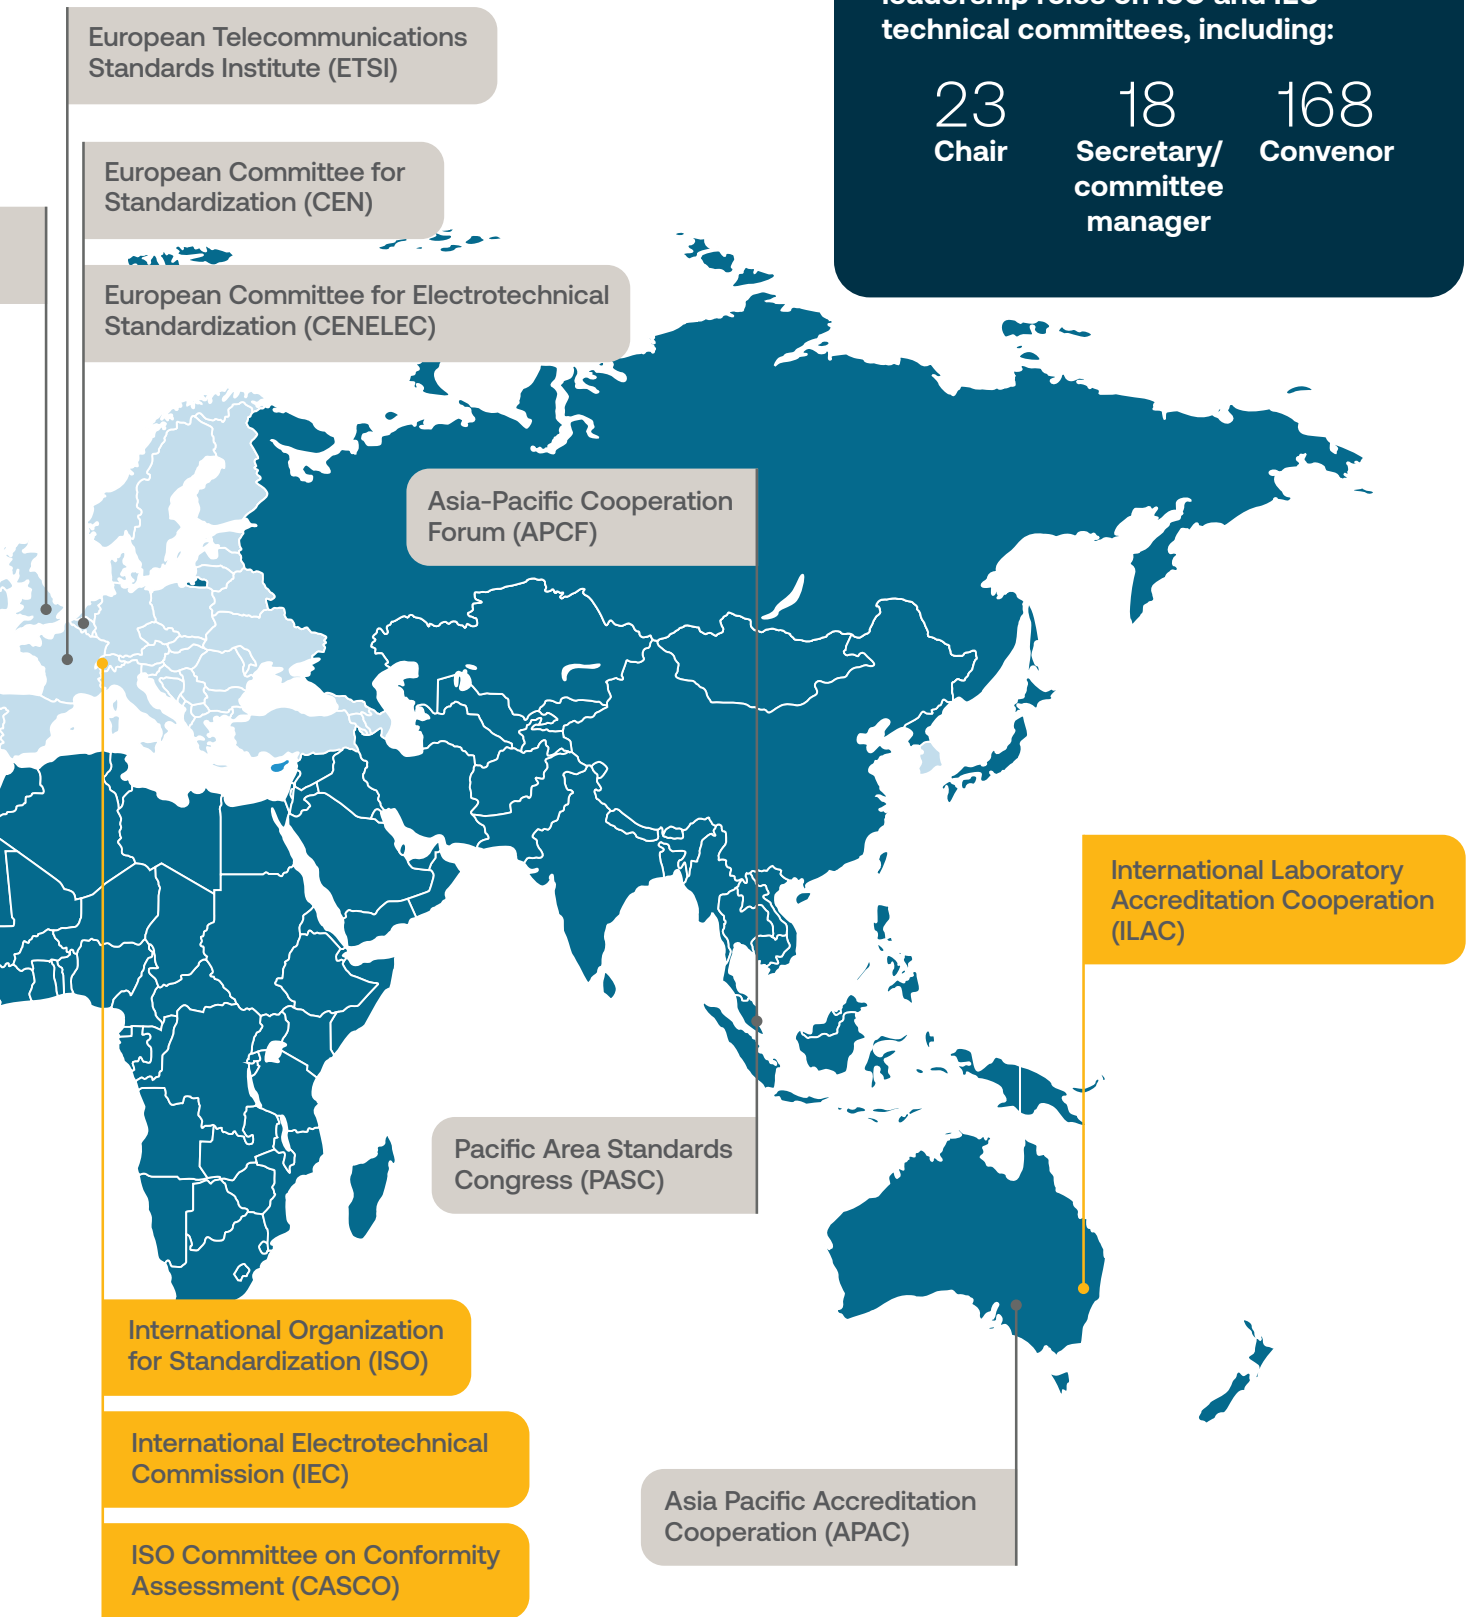 European Telecommunications
Standards Institute (ETSI)
technical committees, including:
23
Chair
18
Secretary/
committee
manager
168
Convenor
European Committee for
Standardization (CEN)
European Committee for Electrotechnical
Standardization (CENELEC)
Asia-Pacific Cooperation
Forum (APCF)
International Laboratory
Accreditation Cooperation
(ILAC)
Pacific Area Standards
Congress (PASC)
International Organization
for Standardization (ISO)
International Electrotechnical
Commission (IEC)
Asia Pacific Accreditation
Cooperation (APAC)
ISO Committee on Conformity
Assessment (CASCO)